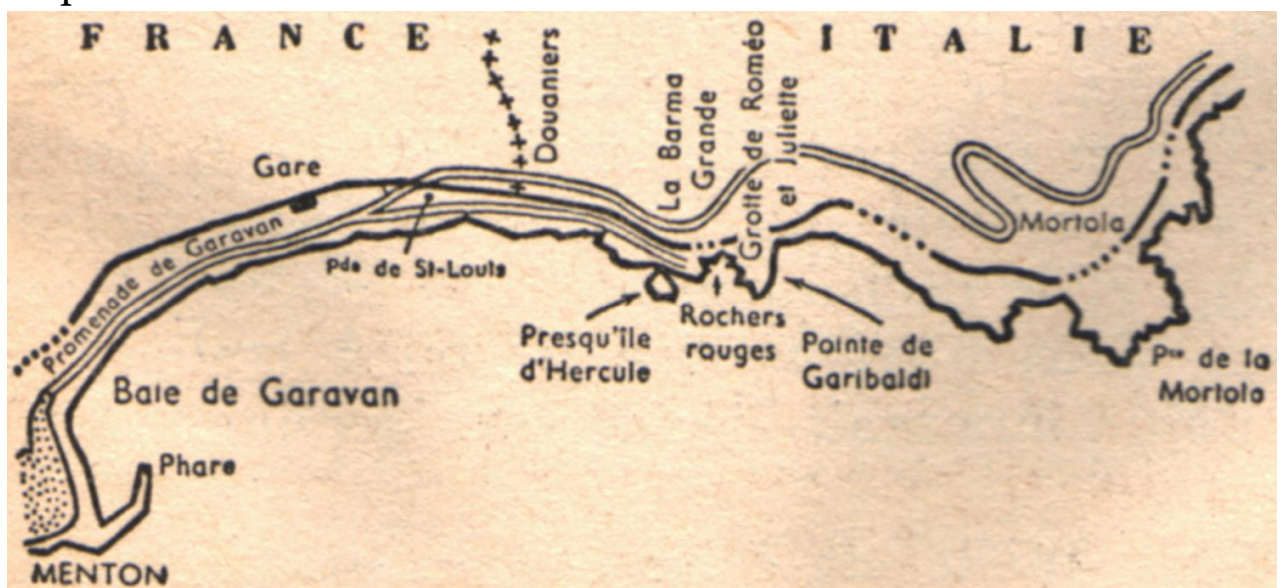 FRANCE
ITALIE
Douaniers
La Barma
Grande
Grotte de Roméo
et Juliette
Gare
Promenade de Garavan
Pde de St-Louis
Mortola
Presqu'île
d'Hercule
Rochers
rouges
Pointe de
Garibaldi
Pte de la
Mortola
Baie de Garavan
Phare
MENTON